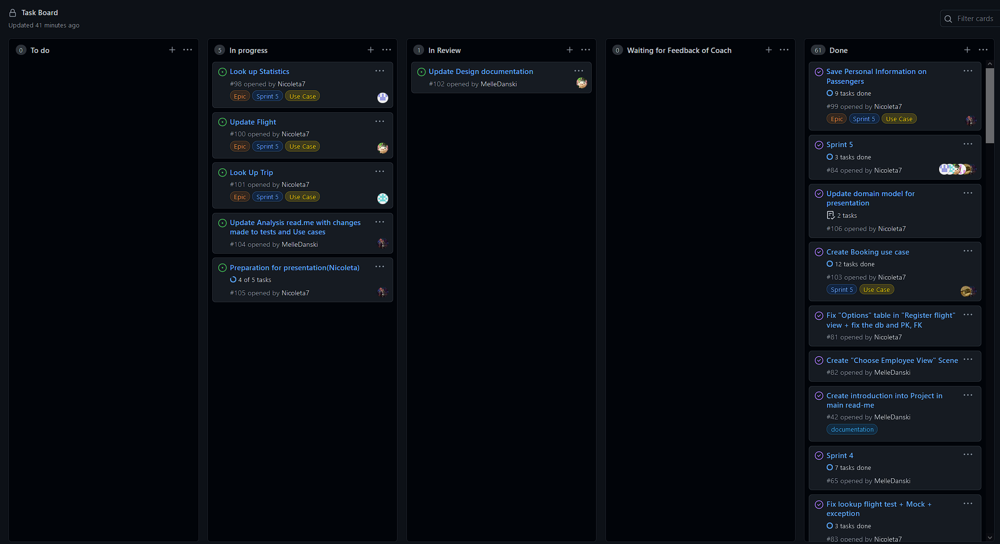 Task Board
Updated 41 minutes ago
Filter cards
0 To do
5 In progress
Look up Statistics
#98 opened by Nicoleta7
Epic Sprint 5 Use Case
Update Flight
#100 opened by Nicoleta7
Epic Sprint 5 Use Case
Look Up Trip
#101 opened by Nicoleta7
Epic Sprint 5 Use Case
Update Analysis read.me with changes
made to tests and Use cases
#104 opened by MelleDanski
Preparation for presentation(Nicoleta)
4 of 5 tasks
#105 opened by Nicoleta7
1 In Review
Update Design documentation
#102 opened by MelleDanski
0 Waiting for Feedback of Coach
61 Done
Save Personal Information on
Passengers
9 tasks done
#99 opened by Nicoleta7
Epic Sprint 5 Use Case
Sprint 5
3 tasks done
#84 opened by Nicoleta7
Update domain model for
presentation
2 tasks
#106 opened by Nicoleta7
Create Booking use case
12 tasks done
#103 opened by Nicoleta7
Sprint 5 Use Case
Fix "Options" table in "Register flight"
view + fix the db and PK, FK
#81 opened by Nicoleta7
Create "Choose Employee View" Scene
#82 opened by MelleDanski
Create introduction into Project in
main read-me
#42 opened by MelleDanski
documentation
Sprint 4
7 tasks done
#65 opened by MelleDanski
Fix lookup flight test + Mock +
exception
3 tasks done
#83 opened by Nicoleta7